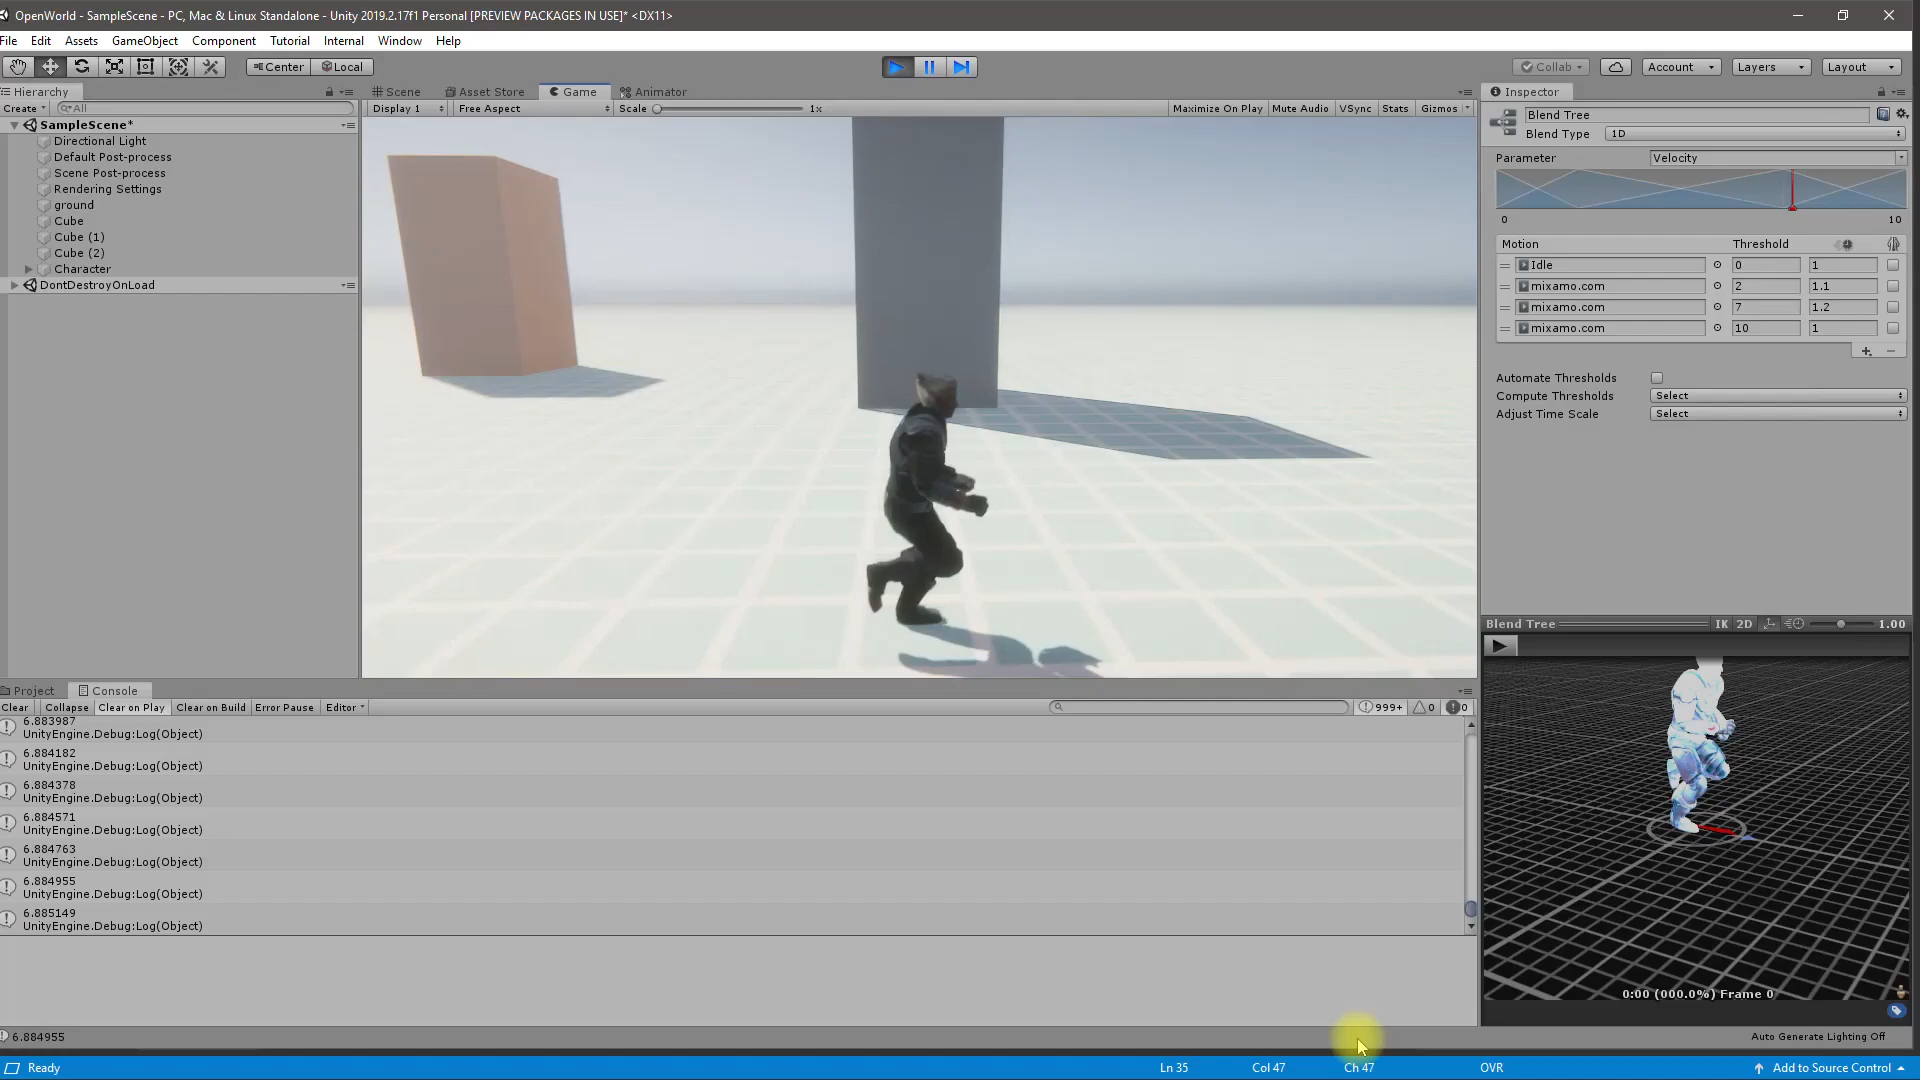 OpenWorld - SampleScene - PC, Mac & Linux Standalone - Unity 2019.2.17f1 Personal [PREVIEW PACKAGES IN USE]* <DX11>
File Edit Assets GameObject Component Tutorial Internal Window Help
Center Local Collab Account Layers Layout
Hierarchy
Create All
SampleScene*
Directional Light
Default Post-process
Scene Post-process
Rendering Settings
ground
Cube
Cube (1)
Cube (2)
Character
DontDestroyOnLoad
Scene Asset Store Game Animator
Display 1 Free Aspect Scale 1x Maximize On Play Mute Audio VSync Stats Gizmos
Inspector
Blend Tree
Blend Type 1D
Parameter Velocity
0 10
Motion Threshold
Idle 0 1
mixamo.com 2 1.1
mixamo.com 7 1.2
mixamo.com 10 1
Automate Thresholds
Compute Thresholds Select
Adjust Time Scale Select
Blend Tree IK 2D 1.00
0:00 (000.0%) Frame 0
Project Console
Clear Collapse Clear on Play Clear on Build Error Pause Editor 999+ 0 0
6.883987
UnityEngine.Debug:Log(Object)
6.884182
UnityEngine.Debug:Log(Object)
6.884378
UnityEngine.Debug:Log(Object)
6.884571
UnityEngine.Debug:Log(Object)
6.884763
UnityEngine.Debug:Log(Object)
6.884955
UnityEngine.Debug:Log(Object)
6.885149
UnityEngine.Debug:Log(Object)
6.884955 Auto Generate Lighting Off
Ready Ln 35 Col 47 Ch 47 OVR Add to Source Control